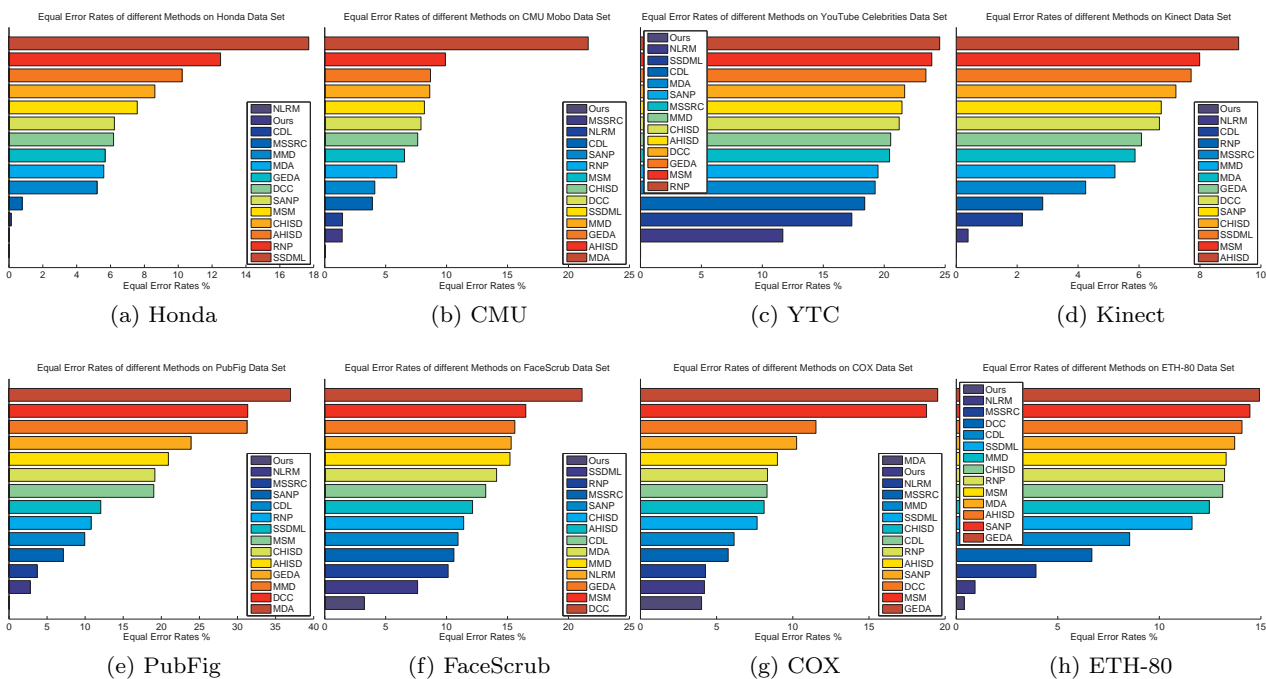 Equal Error Rates of different Methods on Honda Data Set
NLRM
Ours
CDL
MSSRC
MMD
MDA
GEDA
DCC
SANP
MSM
CHISD
AHISD
RNP
SSDML
0 2 4 6 8 10 12 14 16 18
Equal Error Rates %
(a) Honda
Equal Error Rates of different Methods on CMU Mobo Data Set
Ours
MSSRC
NLRM
CDL
SANP
RNP
MSM
CHISD
DCC
SSDML
MMD
GEDA
AHISD
MDA
0 5 10 15 20 25
Equal Error Rates %
(b) CMU
Equal Error Rates of different Methods on YouTube Celebrities Data Set
Ours
NLRM
SSDML
CDL
MDA
SANP
MSSRC
MMD
CHISD
AHISD
DCC
GEDA
MSM
RNP
5 10 15 20 25
Equal Error Rates %
(c) YTC
Equal Error Rates of different Methods on Kinect Data Set
Ours
NLRM
CDL
RNP
MSSRC
MMD
MDA
GEDA
DCC
SANP
CHISD
SSDML
MSM
AHISD
0 2 4 6 8 10
Equal Error Rates %
(d) Kinect
Equal Error Rates of different Methods on PubFig Data Set
Ours
NLRM
MSSRC
SANP
CDL
RNP
SSDML
MSM
CHISD
AHISD
GEDA
MMD
DCC
MDA
0 5 10 15 20 25 30 35 40
Equal Error Rates %
(e) PubFig
Equal Error Rates of different Methods on FaceScrub Data Set
Ours
SSDML
RNP
MSSRC
SANP
CHISD
AHISD
CDL
MDA
MMD
NLRM
GEDA
MSM
DCC
0 5 10 15 20 25
Equal Error Rates %
(f) FaceScrub
Equal Error Rates of different Methods on COX Data Set
MDA
Ours
NLRM
MSSRC
MMD
SSDML
CHISD
CDL
RNP
AHISD
SANP
DCC
MSM
GEDA
0 5 10 15 20
Equal Error Rates %
(g) COX
Equal Error Rates of different Methods on ETH-80 Data Set
Ours
NLRM
MSSRC
DCC
CDL
SSDML
MMD
CHISD
RNP
MSM
MDA
AHISD
SANP
GEDA
0 5 10 15
Equal Error Rates %
(h) ETH-80